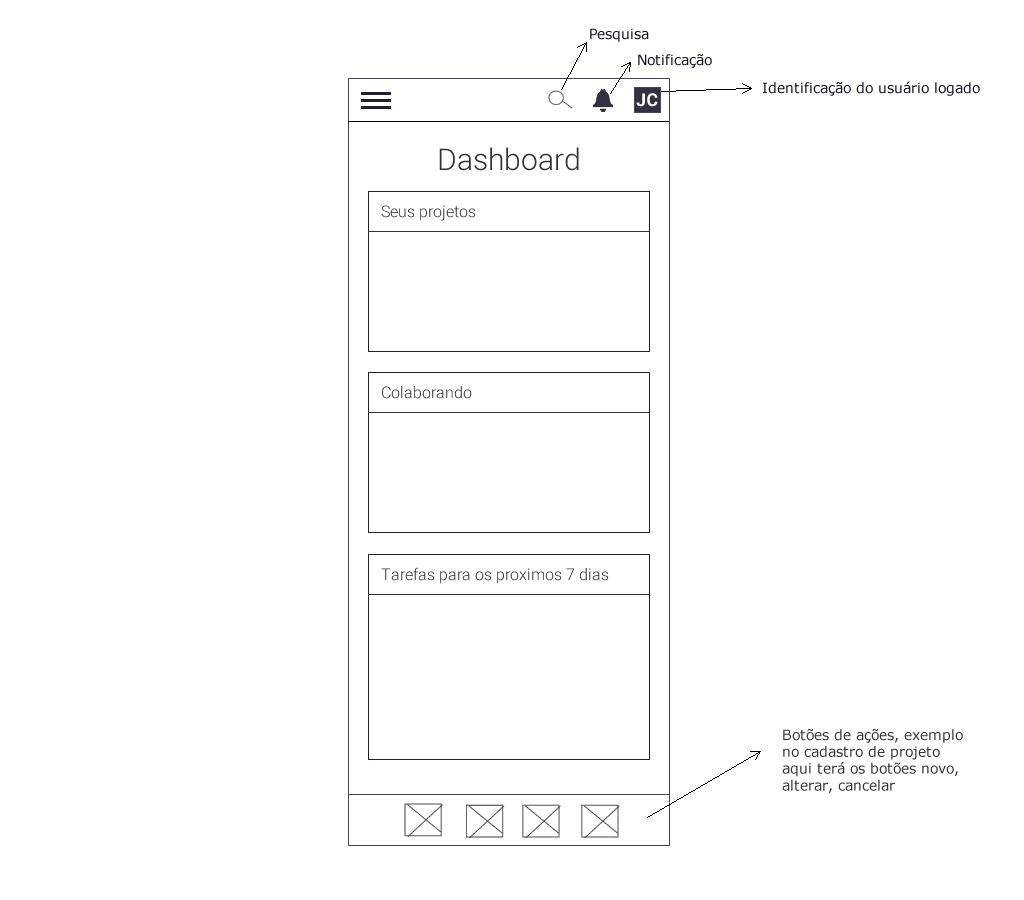 Pesquisa
Notificação
Identificação do usuário logado
JC
Dashboard
Seus projetos
Colaborando
Tarefas para os proximos 7 dias
Botões de ações, exemplo
no cadastro de projeto
aqui terá os botões novo,
alterar, cancelar